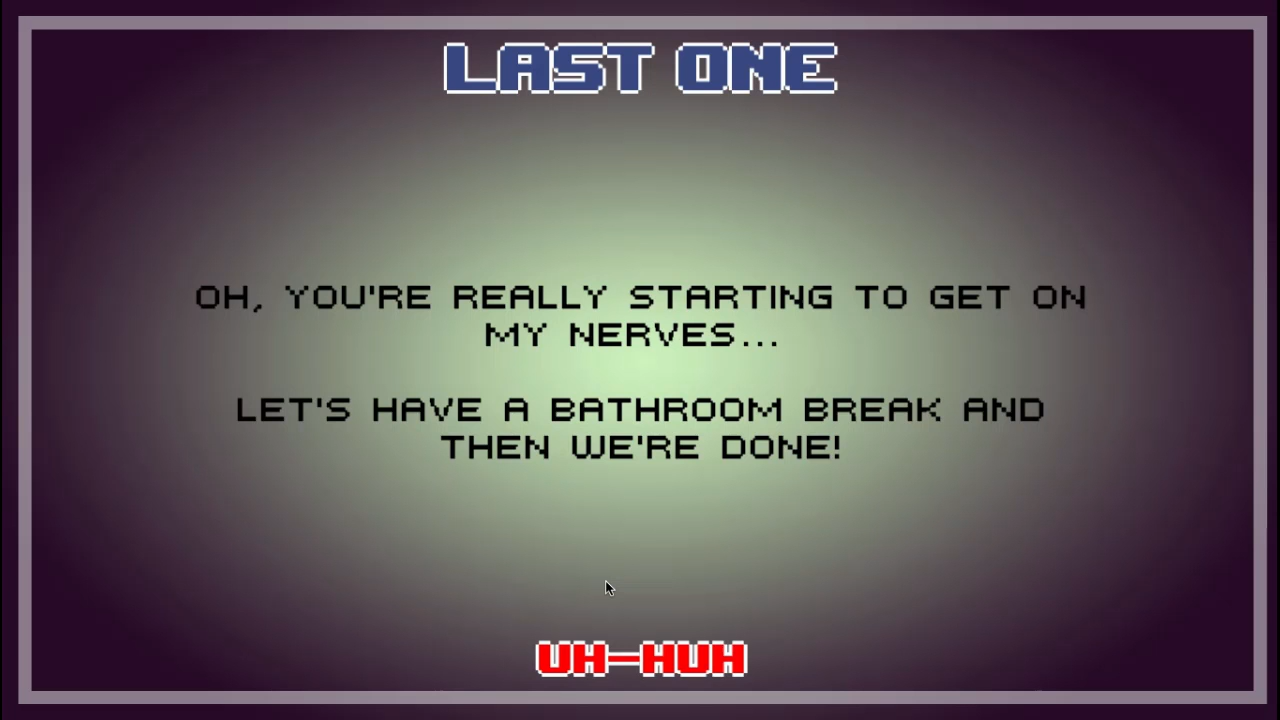 LAST ONE
OH, YOU'RE REALLY STARTING TO GET ON
MY NERVES...
LET'S HAVE A BATHROOM BREAK AND
THEN WE'RE DONE!
UH-HUH